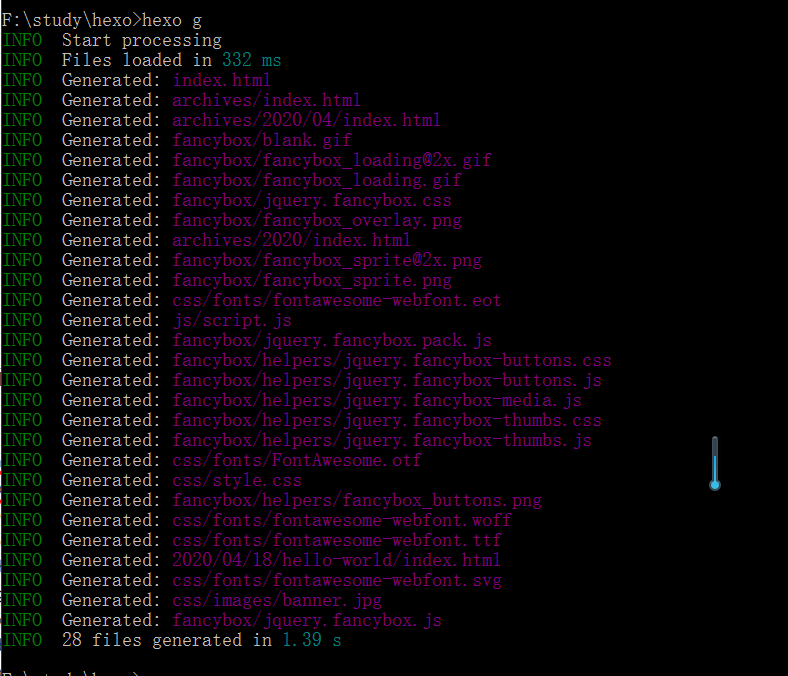 F:\study\hexo>hexo g
INFO  Start processing
INFO  Files loaded in 332 ms
INFO  Generated: index.html
INFO  Generated: archives/index.html
INFO  Generated: archives/2020/04/index.html
INFO  Generated: fancybox/blank.gif
INFO  Generated: fancybox/fancybox_loading@2x.gif
INFO  Generated: fancybox/fancybox_loading.gif
INFO  Generated: fancybox/jquery.fancybox.css
INFO  Generated: fancybox/fancybox_overlay.png
INFO  Generated: archives/2020/index.html
INFO  Generated: fancybox/fancybox_sprite@2x.png
INFO  Generated: fancybox/fancybox_sprite.png
INFO  Generated: css/fonts/fontawesome-webfont.eot
INFO  Generated: js/script.js
INFO  Generated: fancybox/jquery.fancybox.pack.js
INFO  Generated: fancybox/helpers/jquery.fancybox-buttons.css
INFO  Generated: fancybox/helpers/jquery.fancybox-buttons.js
INFO  Generated: fancybox/helpers/jquery.fancybox-media.js
INFO  Generated: fancybox/helpers/jquery.fancybox-thumbs.css
INFO  Generated: fancybox/helpers/jquery.fancybox-thumbs.js
INFO  Generated: css/fonts/FontAwesome.otf
INFO  Generated: css/style.css
INFO  Generated: fancybox/helpers/fancybox_buttons.png
INFO  Generated: css/fonts/fontawesome-webfont.woff
INFO  Generated: css/fonts/fontawesome-webfont.ttf
INFO  Generated: 2020/04/18/hello-world/index.html
INFO  Generated: css/fonts/fontawesome-webfont.svg
INFO  Generated: css/images/banner.jpg
INFO  Generated: fancybox/jquery.fancybox.js
INFO  28 files generated in 1.39 s